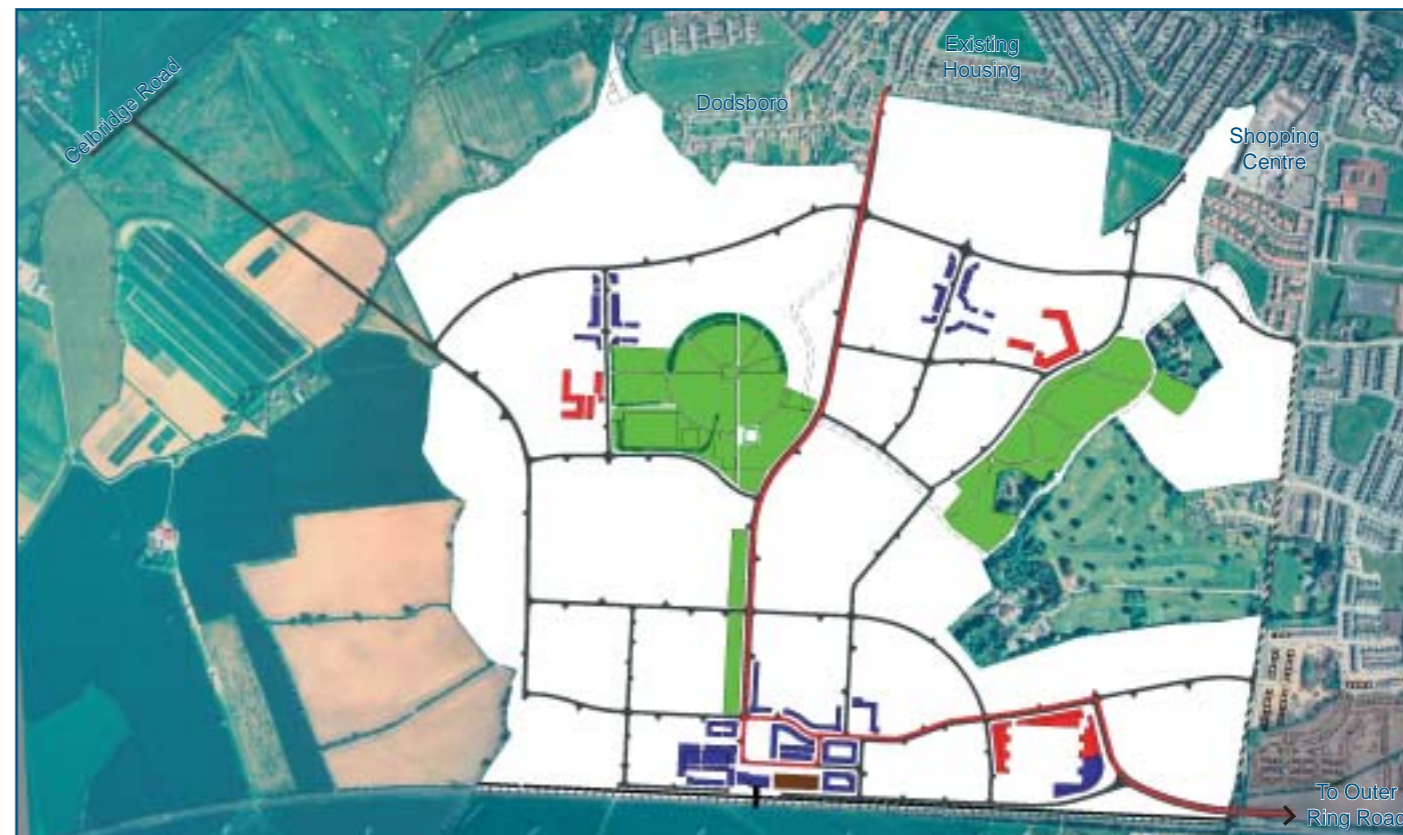 Existing
Housing
Celbridge Road
Dodsboro
Shopping
Centre
To Outer
Ring Road